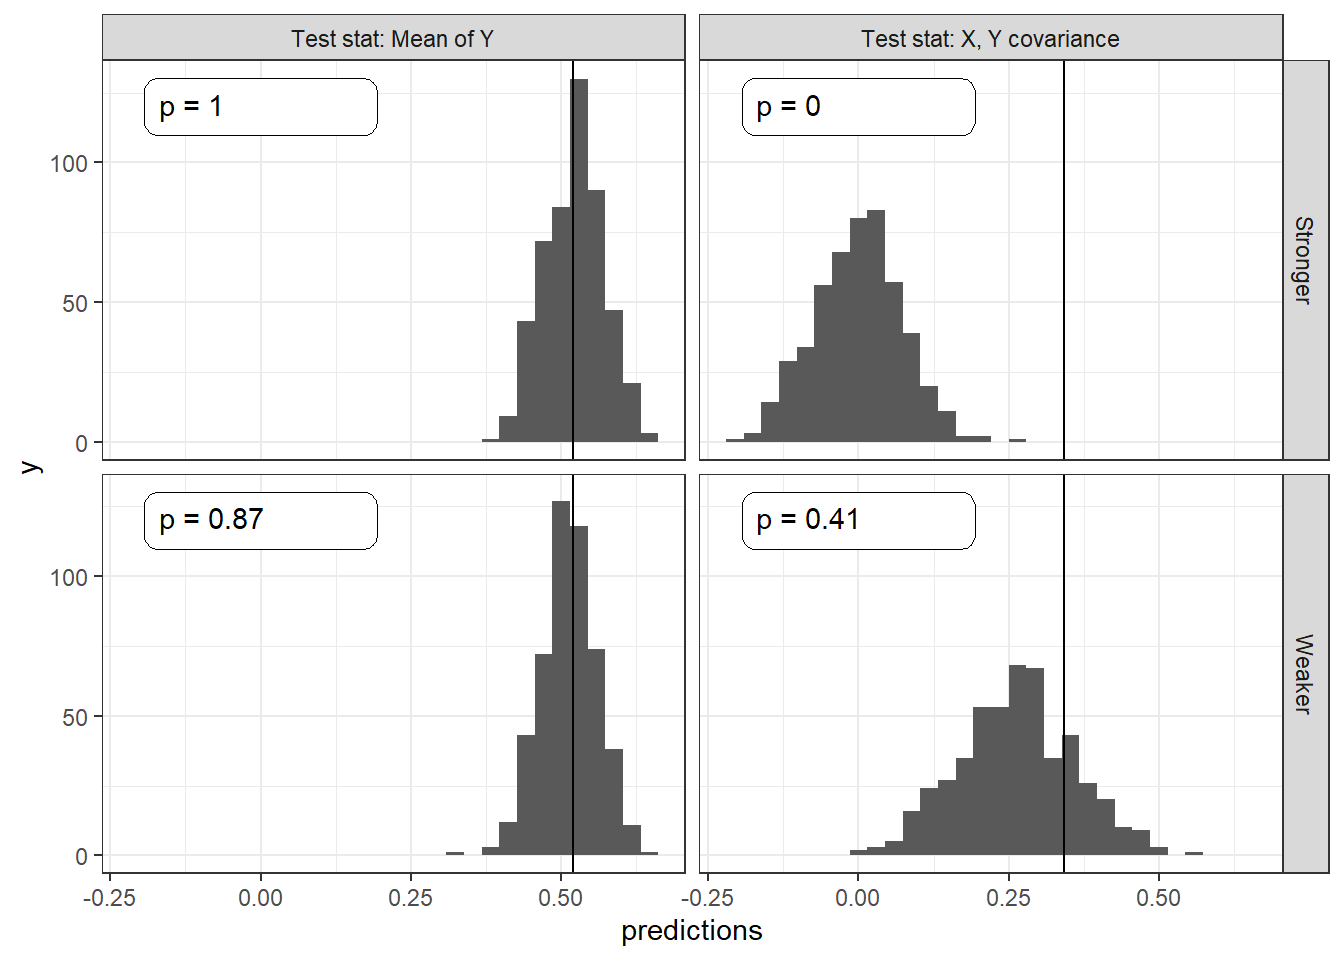 Test stat: Mean of Y
Test stat: X, Y covariance
p = 1
p = 0
100
50
0
Stronger
y
p = 0.87
p = 0.41
100
50
0
Weaker
-0.25 0.00 0.25 0.50 -0.25 0.00 0.25 0.50
predictions